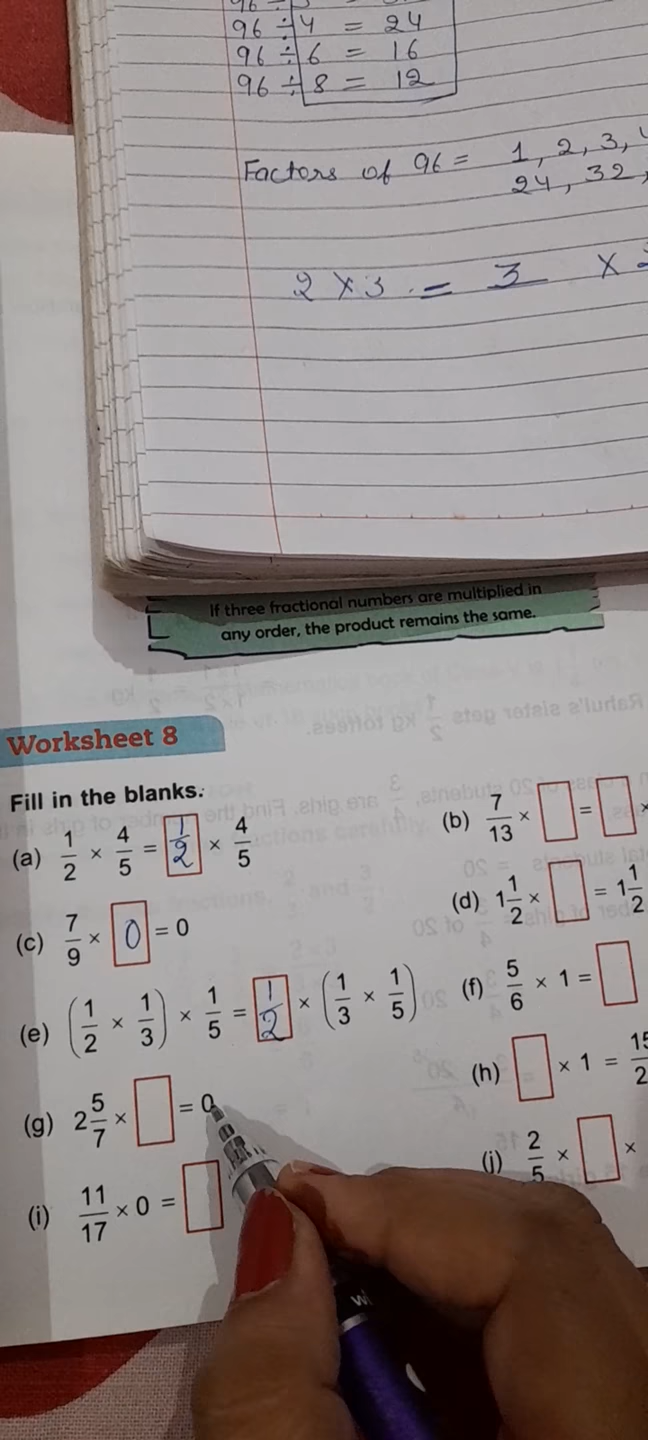 96 ÷ 4 = 24
96 ÷ 6 = 16
96 ÷ 8 = 12
Factors of 96 = 1, 2, 3,
24, 32,
2 × 3 = 3 ×
If three fractional numbers are multiplied in
any order, the product remains the same.
Worksheet 8
Fill in the blanks.
(a) 1/2 × 4/5 = 1/2 × 4/5
(b) 7/13 × □ = □ ×
(c) 7/9 × 0 = 0
(d) 1 1/2 × □ = 1 1/2
(e) (1/2 × 1/3) × 1/5 = 1/2 × (1/3 × 1/5)
(f) 5/6 × 1 = □
(g) 2 5/7 × □ = 0
(h) □ × 1 = 15/2
(i) 11/17 × 0 = □
(j) 2/5 × □ ×